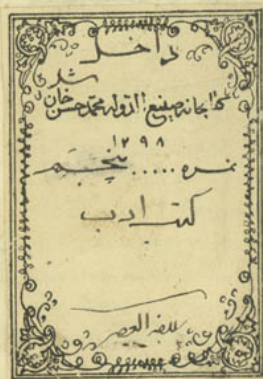 داخل
شد
کتابخانه صنیع الدوله محمد حسن خان
۱۲۹۸
نمره ..... پنجم
کتب ادب